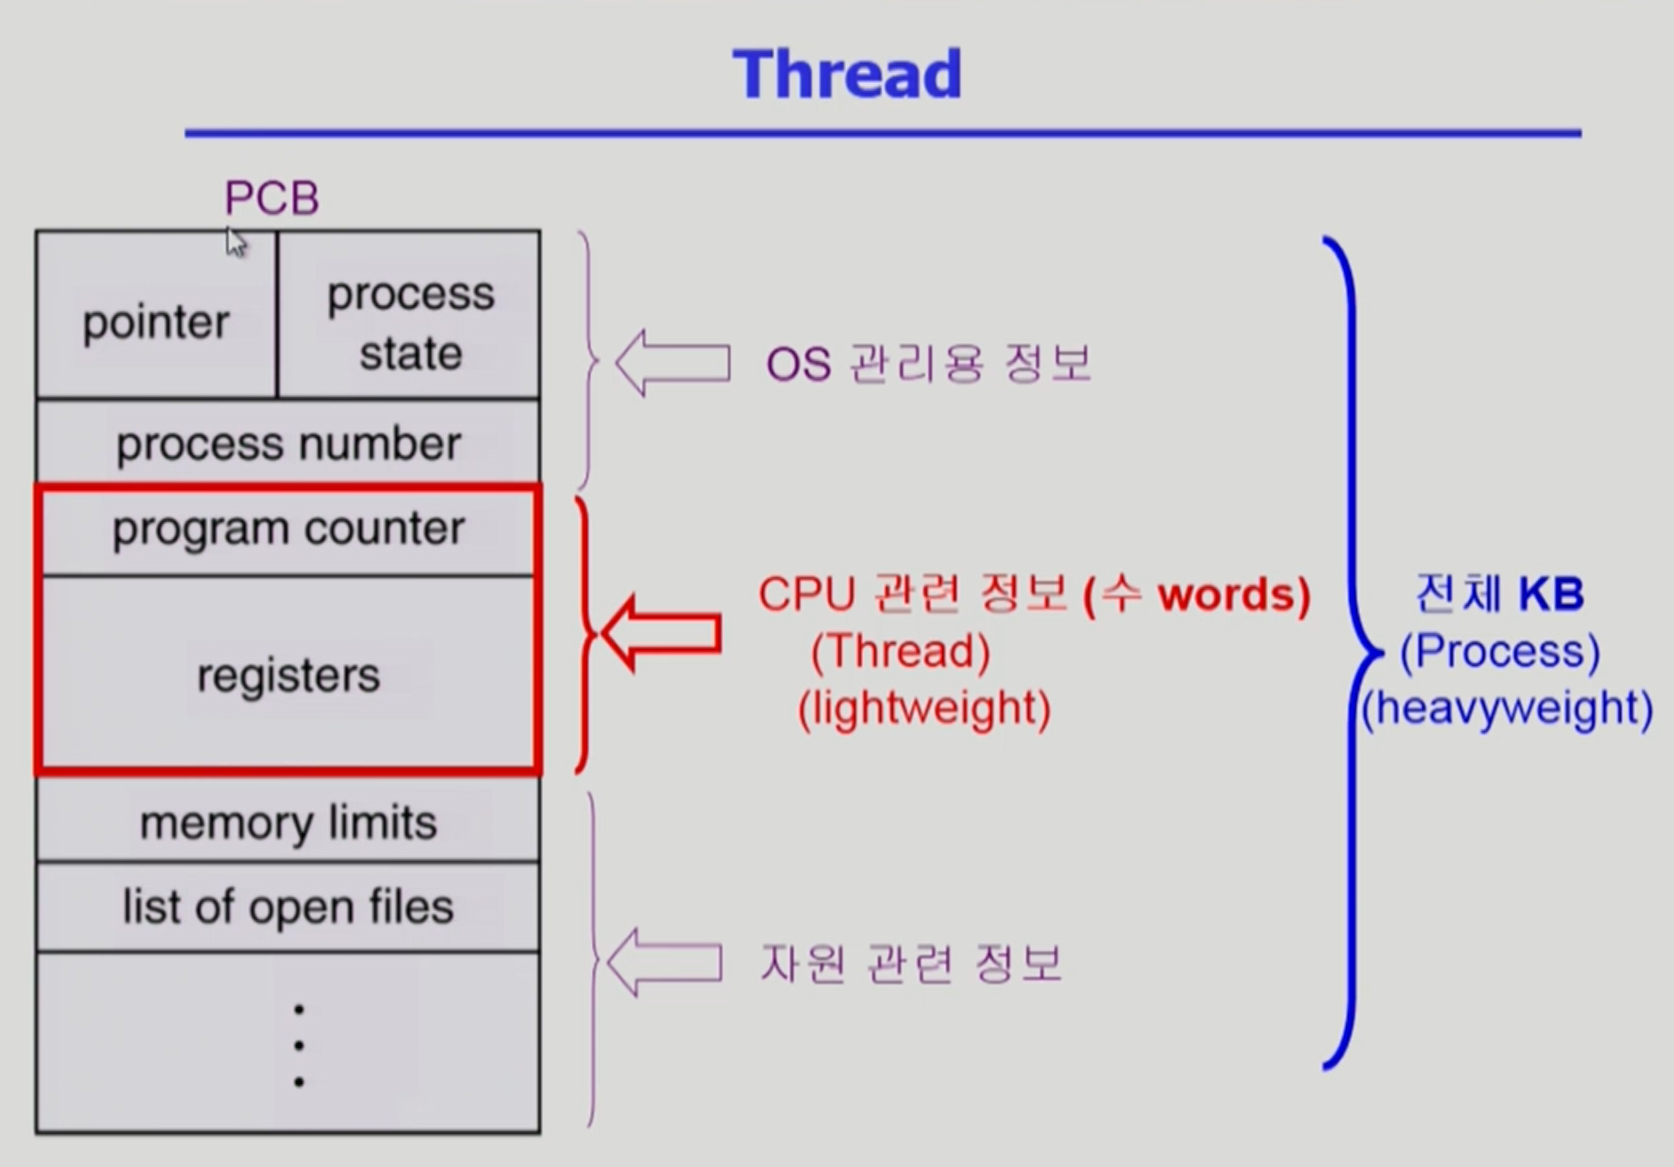 Thread
PCB
pointer
process
state
process number
program counter
registers
memory limits
list of open files
OS 관리용 정보
CPU 관련 정보 (수 words)
(Thread)
(lightweight)
자원 관련 정보
전체 KB
(Process)
(heavyweight)